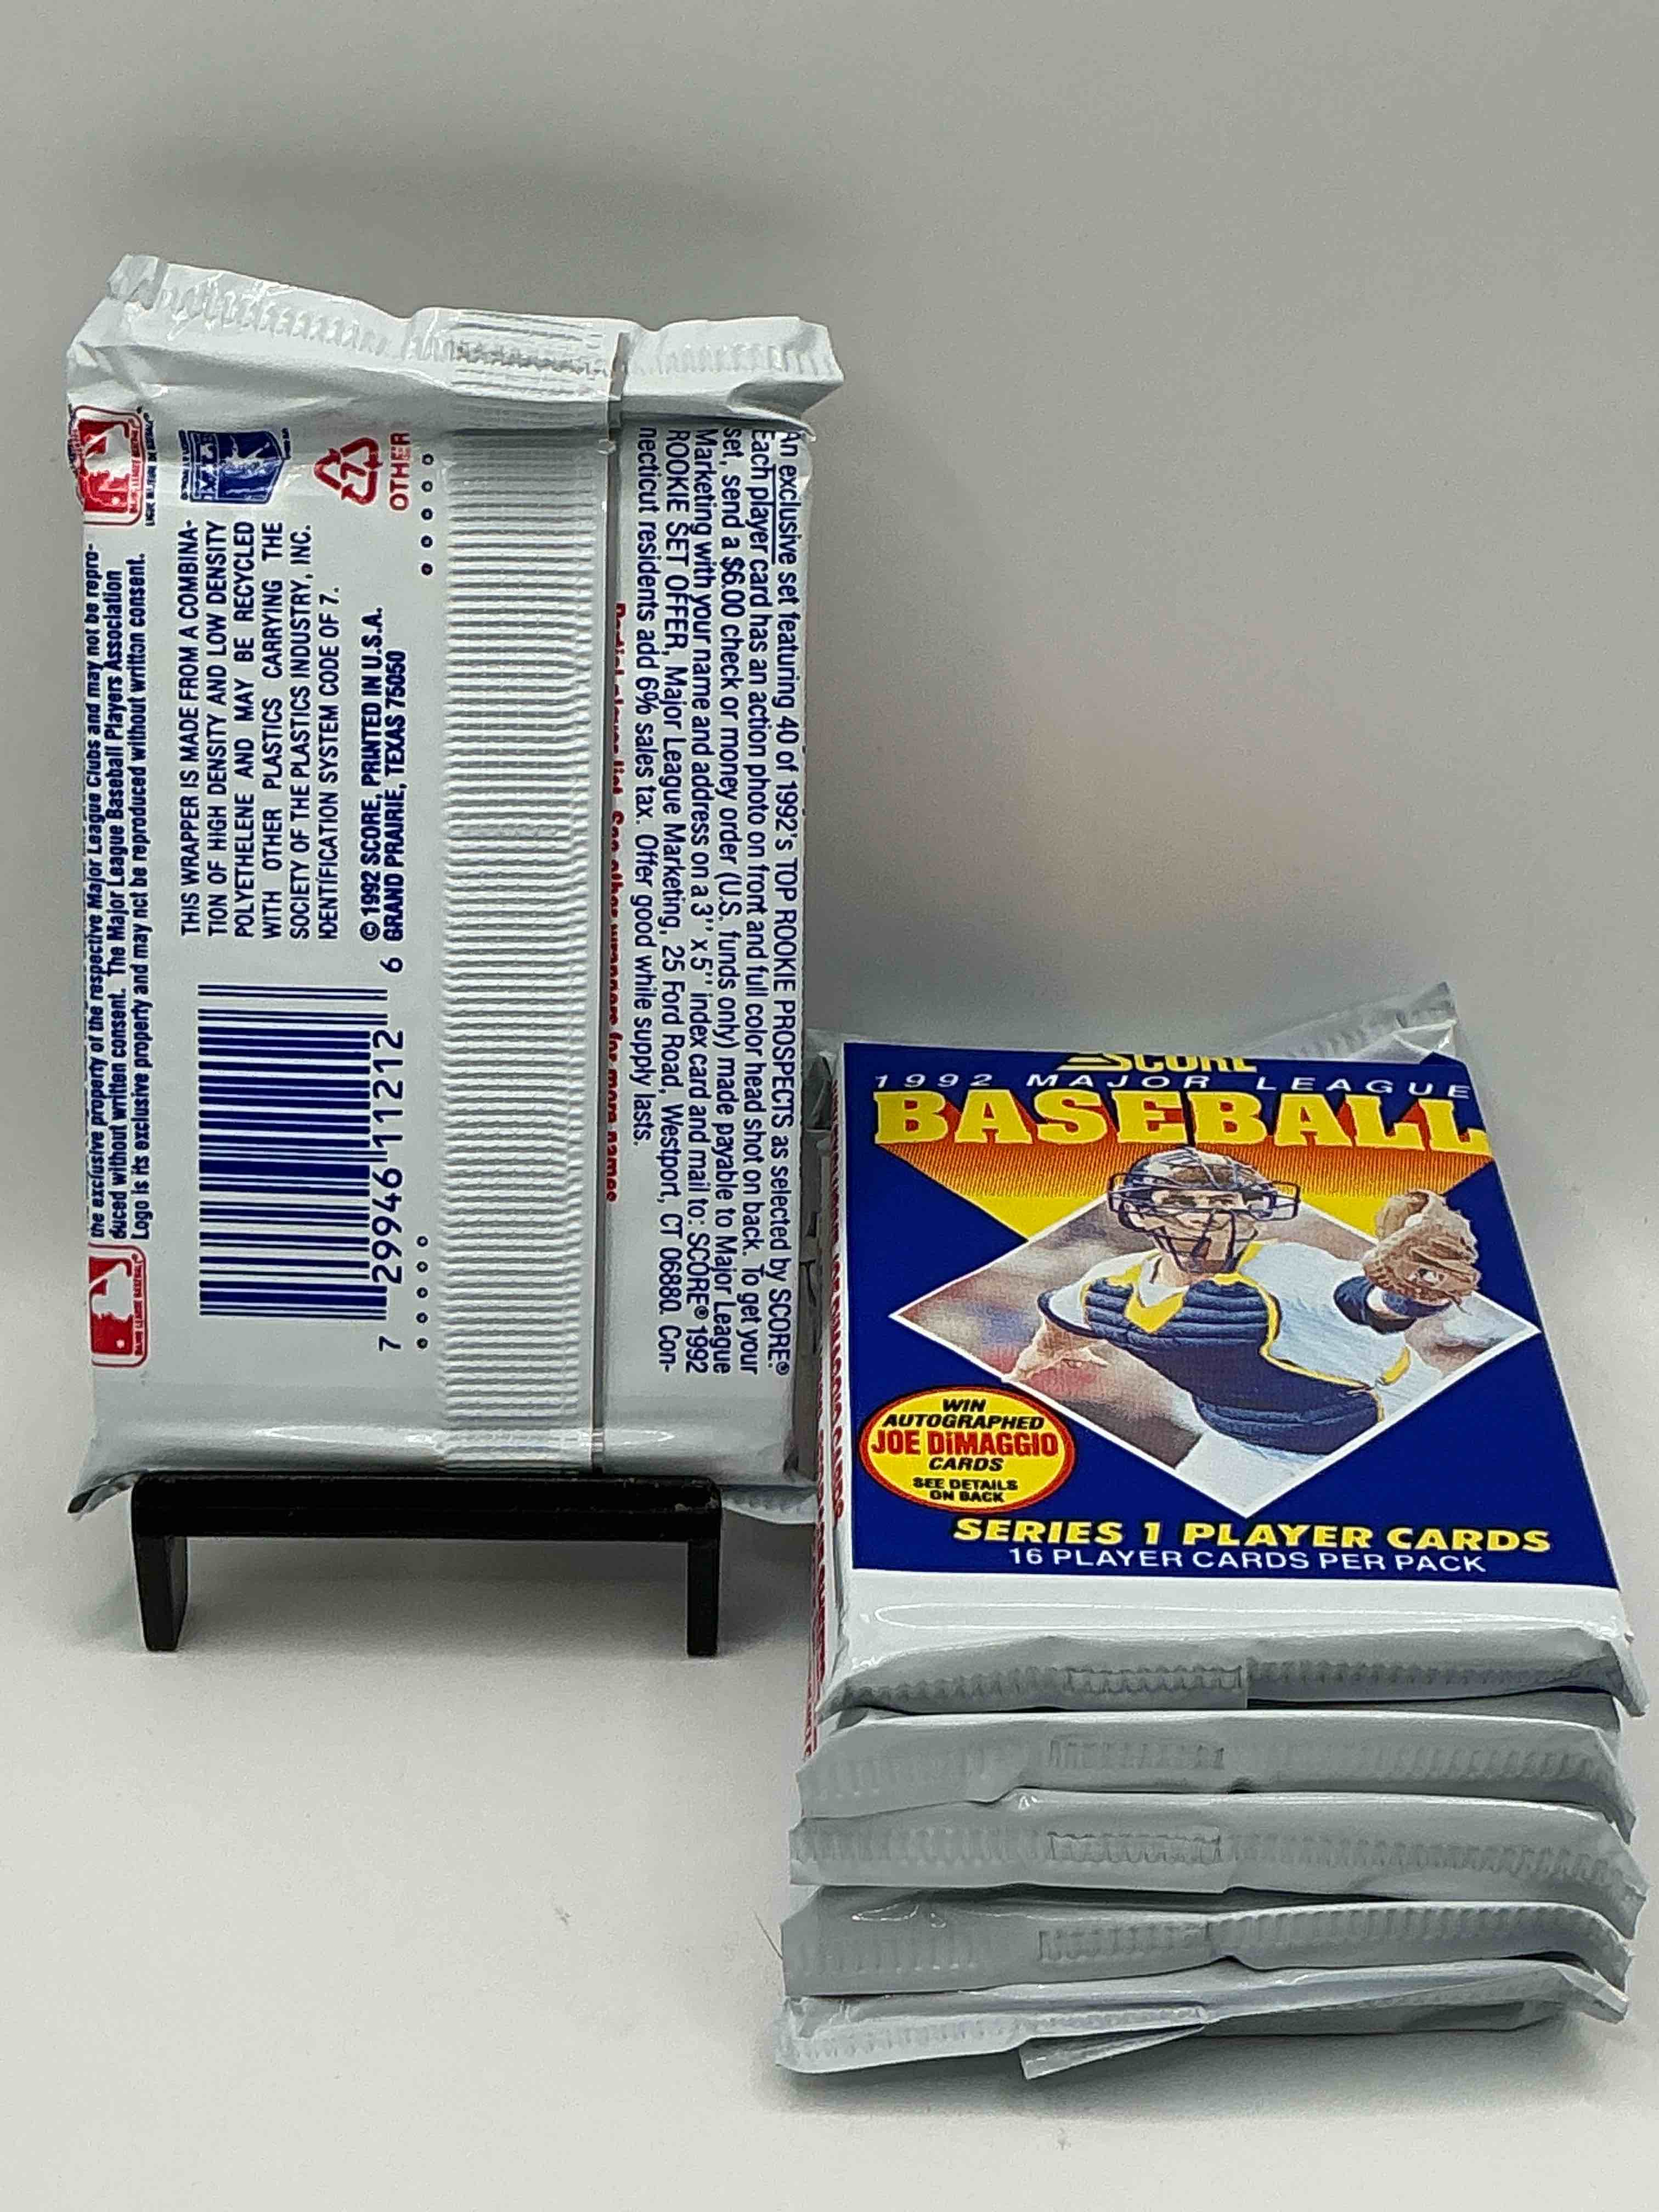 the exclusive property of the respective Major League Clubs and may not be repro-
duced without written consent. The Major League Baseball Players Association
Logo is its exclusive property and may not be reproduced without written consent.
THIS WRAPPER IS MADE FROM A COMBINA-
TION OF HIGH DENSITY AND LOW DENSITY
POLYETHELENE AND MAY BE RECYCLED
WITH OTHER PLASTICS CARRYING THE
SOCIETY OF THE PLASTICS INDUSTRY, INC.
IDENTIFICATION SYSTEM CODE OF 7.
7
OTHER
© 1992 SCORE, PRINTED IN U.S.A.
GRAND PRAIRIE, TEXAS 75050
7 29946 11212 6
An exclusive set featuring 40 of 1992's TOP ROOKIE PROSPECTS as selected by SCORE®.
Each player card has an action photo on front and full color head shot on back. To get your
set, send a $6.00 check or money order (U.S. funds only) made payable to Major League
Marketing with your name and address on a 3'' x 5'' index card and mail to: SCORE® 1992
ROOKIE SET OFFER, Major League Marketing, 25 Ford Road, Westport, CT 06880. Con-
necticut residents add 6% sales tax. Offer good while supply lasts.
SCORE
1992 MAJOR LEAGUE
BASEBALL
WIN
AUTOGRAPHED
JOE DiMAGGIO
CARDS
SEE DETAILS
ON BACK
SERIES 1 PLAYER CARDS
16 PLAYER CARDS PER PACK